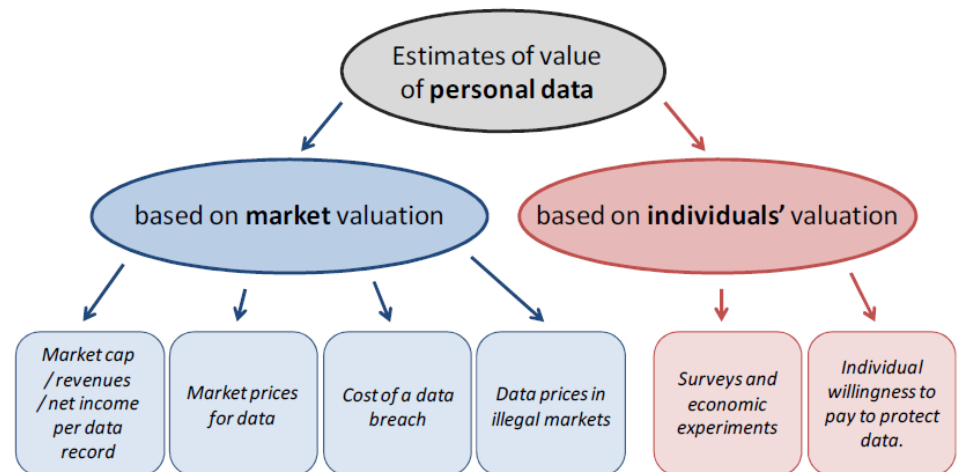 Estimates of value
of personal data
based on market valuation
based on individuals’ valuation
Market cap
/ revenues
/ net income
per data
record
Market prices
for data
Cost of a data
breach
Data prices in
illegal markets
Surveys and
economic
experiments
Individual
willingness to
pay to protect
data.